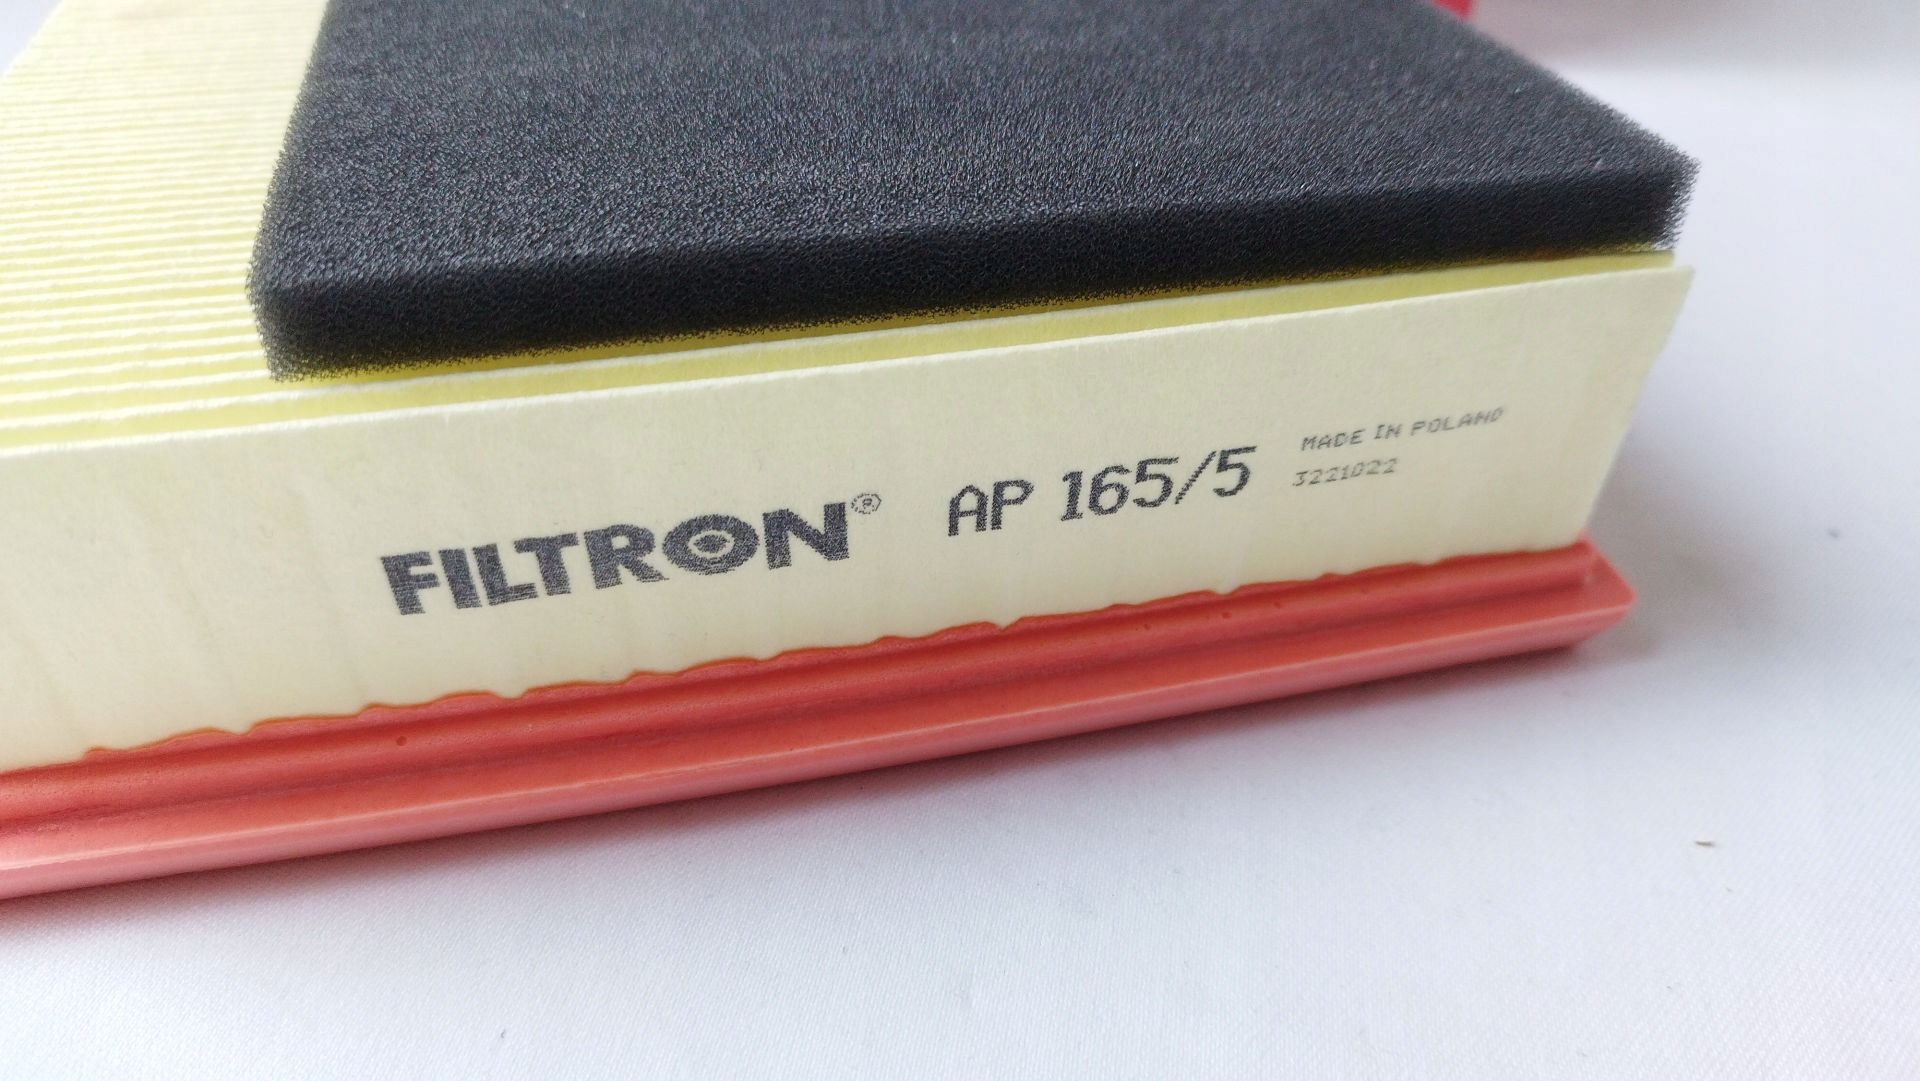 FILTRON® AP 165/5
MADE IN POLAND
3221022